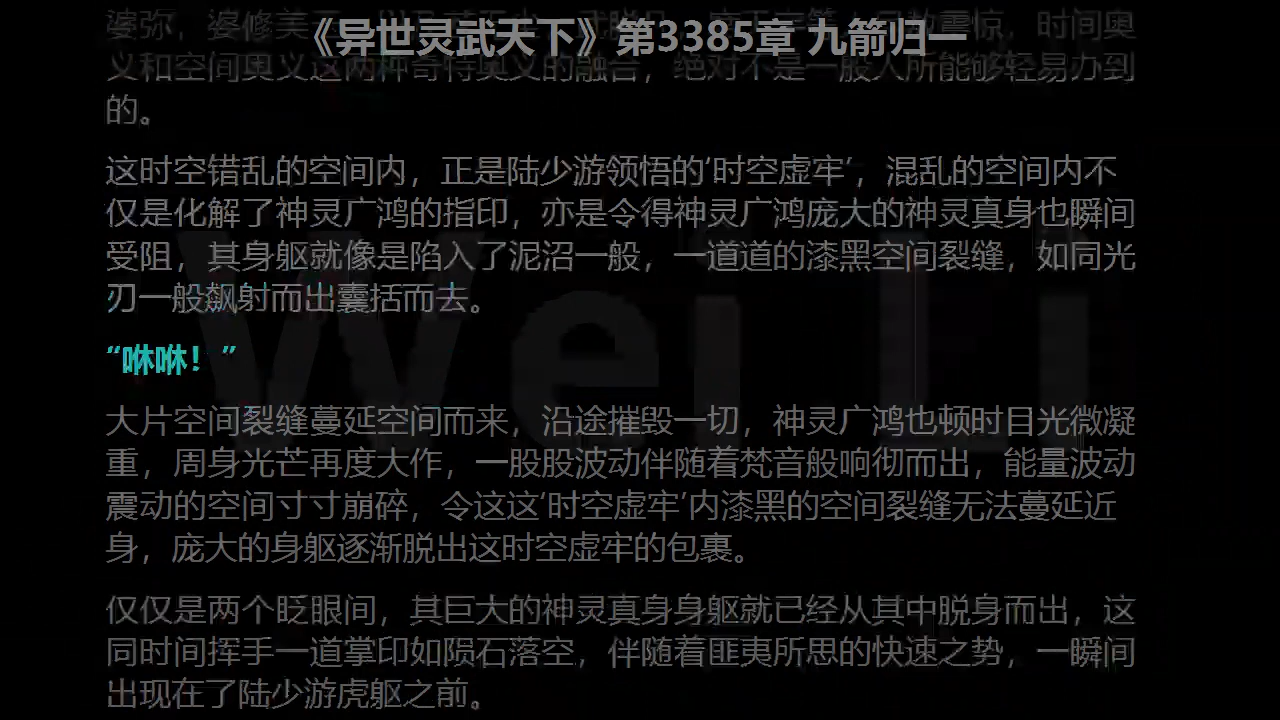 《异世灵武天下》第3385章 九箭归一
义和空间奥义这两种奇特奥义的融合，绝对不是一般人所能够轻易办到
的。
这时空错乱的空间内，正是陆少游领悟的‘时空虚牢’，混乱的空间内不
仅是化解了神灵广鸿的指印，亦是令得神灵广鸿庞大的神灵真身也瞬间
受阻，其身躯就像是陷入了泥沼一般，一道道的漆黑空间裂缝，如同光
刃一般飙射而出囊括而去。
“咻咻！”
大片空间裂缝蔓延空间而来，沿途摧毁一切，神灵广鸿也顿时目光微凝
重，周身光芒再度大作，一股股波动伴随着梵音般响彻而出，能量波动
震动的空间寸寸崩碎，令这这‘时空虚牢’内漆黑的空间裂缝无法蔓延近
身，庞大的身躯逐渐脱出这时空虚牢的包裹。
仅仅是两个眨眼间，其巨大的神灵真身身躯就已经从其中脱身而出，这
同时间挥手一道掌印如陨石落空，伴随着匪夷所思的快速之势，一瞬间
出现在了陆少游虎躯之前。
Wei Li